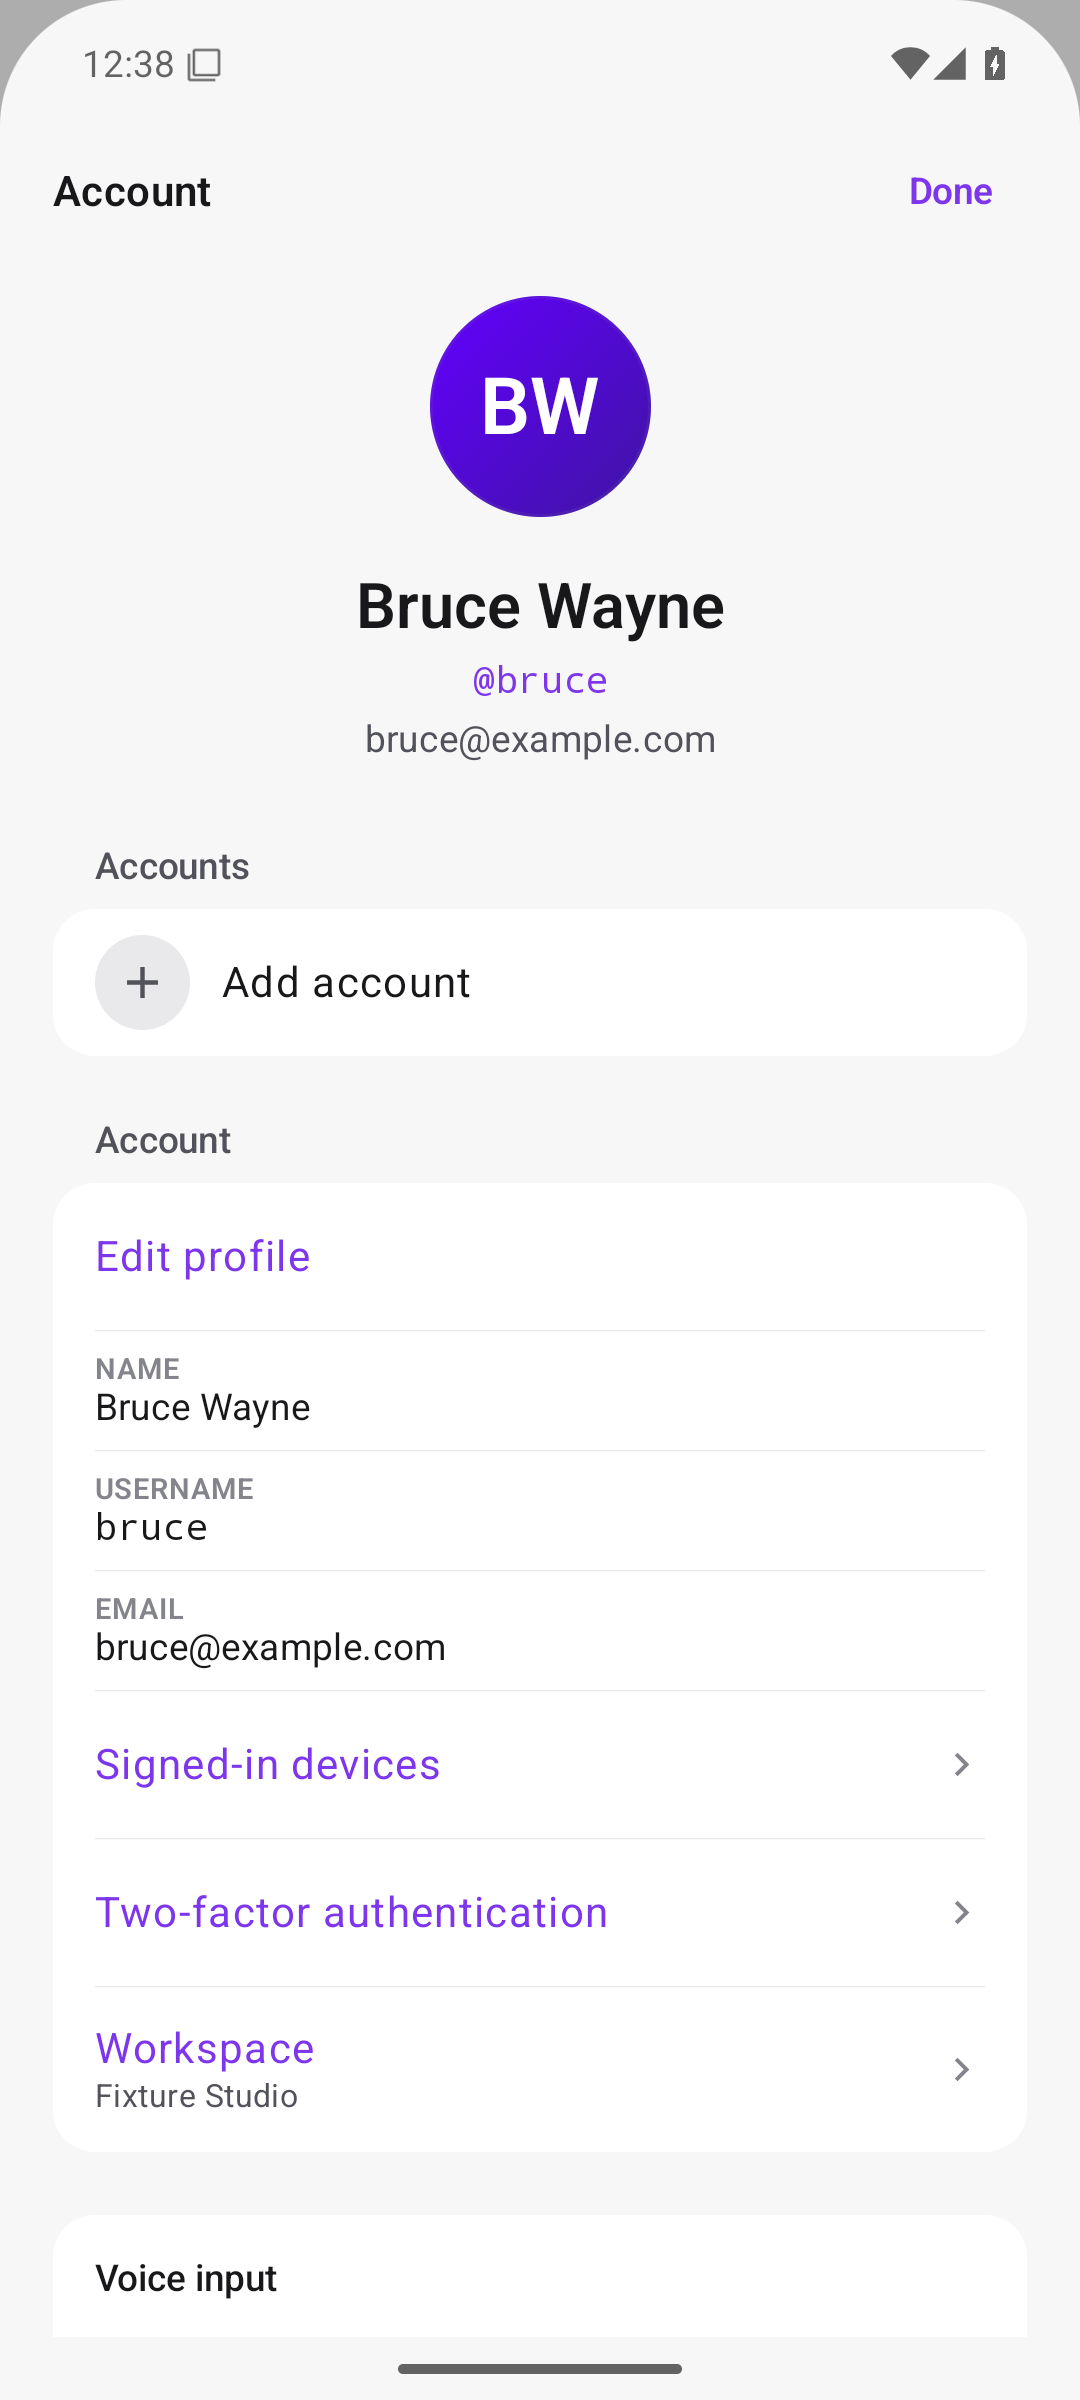 12:38
Account
Done
BW
Bruce Wayne
@bruce
bruce@example.com
Accounts
Add account
Account
Edit profile
NAME
Bruce Wayne
USERNAME
bruce
EMAIL
bruce@example.com
Signed-in devices
Two-factor authentication
Workspace
Fixture Studio
Voice input